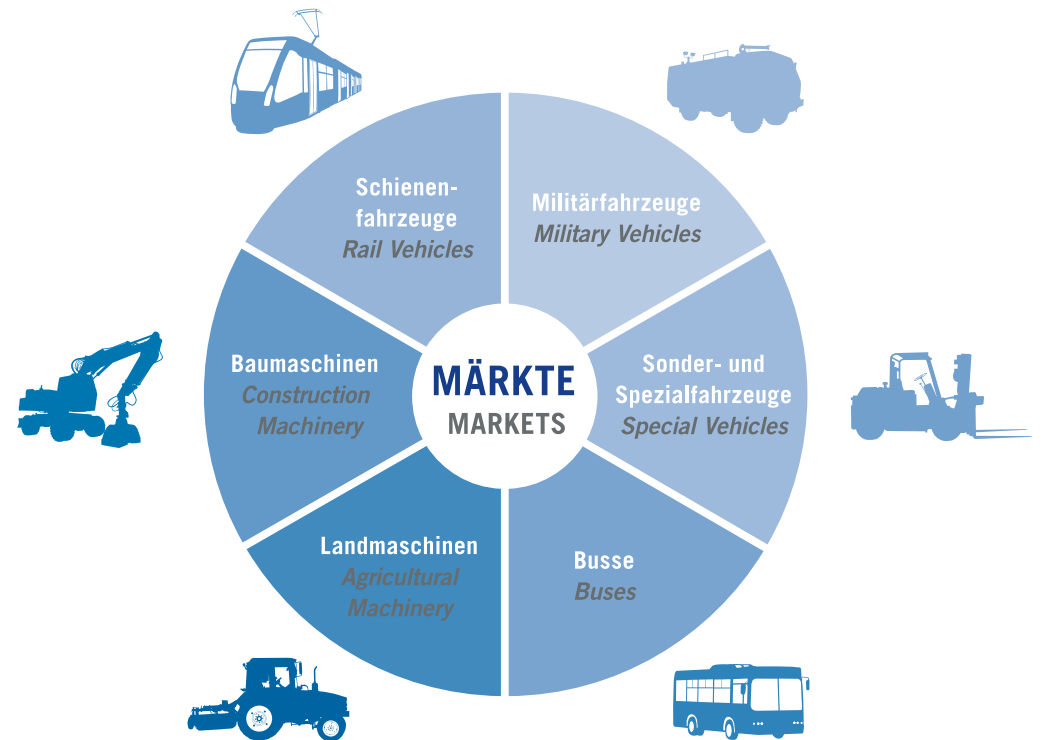 Schienen-
fahrzeuge
Rail Vehicles
Militärfahrzeuge
Military Vehicles
Baumaschinen
Construction
Machinery
MÄRKTE
MARKETS
Sonder- und
Spezialfahrzeuge
Special Vehicles
Landmaschinen
Agricultural
Machinery
Busse
Buses